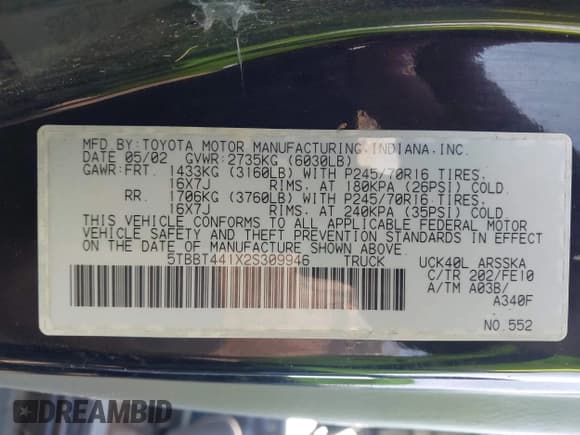 MFD.BY:TOYOTA MOTOR MANUFACTURING,INDIANA,INC.
DATE 05/02 GVWR:2735KG (6030LB)
GAWR:FRT. 1433KG (3160LB) WITH P245/70R16 TIRES,
16X7J RIMS, AT 180KPA (26PSI) COLD
RR. 1706KG (3760LB) WITH P245/70R16 TIRES,
16X7J RIMS, AT 240KPA (35PSI) COLD
THIS VEHICLE CONFORMS TO ALL APPLICABLE FEDERAL MOTOR
VEHICLE SAFETY AND THEFT PREVENTION STANDARDS IN EFFECT
ON THE DATE OF MANUFACTURE SHOWN ABOVE.
5TBBT441X2S309946 TRUCK UCK40L ARSSKA
C/TR 202/FE10
A/TM A03B/
A340F
NO.552
DREAMBID